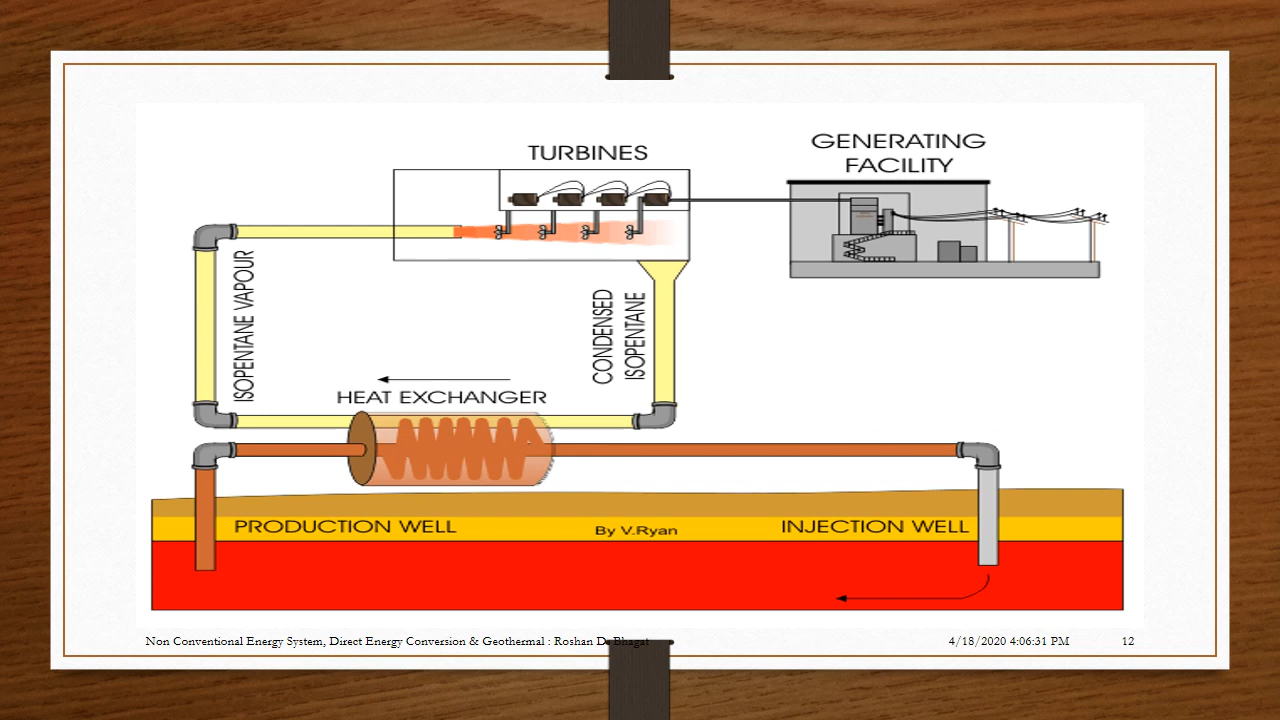 TURBINES
GENERATING
FACILITY
ISOPENTANE VAPOUR
CONDENSED
ISOPENTANE
HEAT EXCHANGER
PRODUCTION WELL
By V.Ryan
INJECTION WELL
Non Conventional Energy System, Direct Energy Conversion & Geothermal : Roshan D. Bhagat
4/18/2020 4:06:31 PM
12